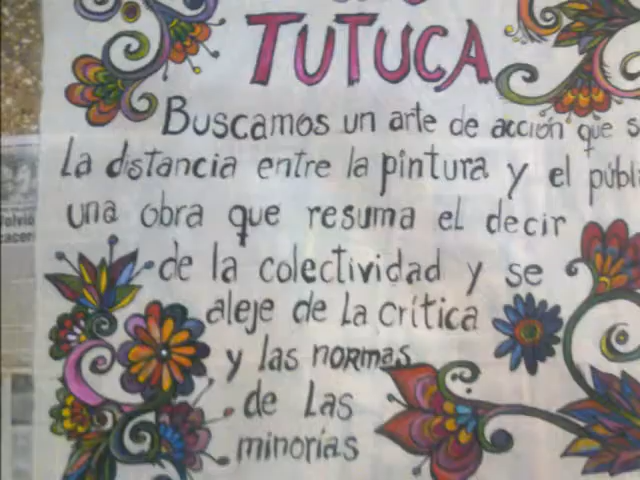 TUTUCA
Buscamos un arte de acción que s
La distancia entre la pintura y el públi
una obra que resuma el decir
de la colectividad y se
aleje de la crítica
y las normas
de las
minorías